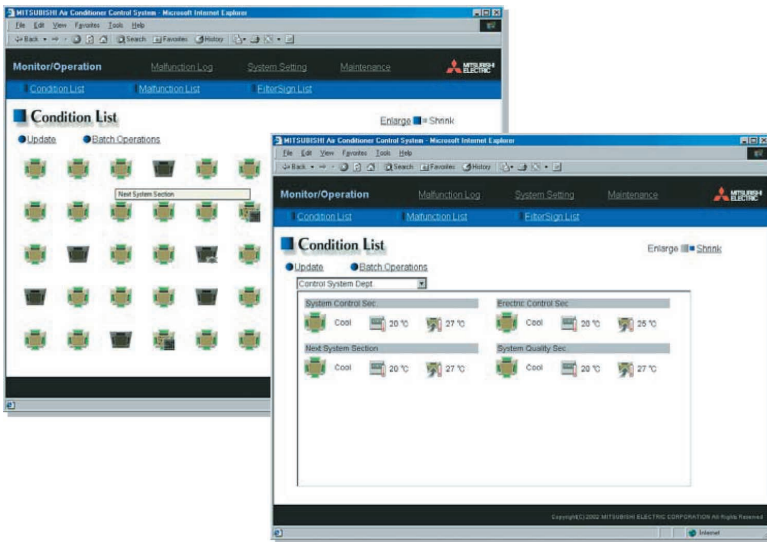 MITSUBISHI Air Conditioner Control System - Microsoft Internet Explorer
File Edit View Favorites Tools Help
Back Search Favorites History
Monitor/Operation Malfunction Log System Setting Maintenance MITSUBISHI ELECTRIC
Condition List Malfunction List FilterSign List
Condition List
Enlarge Shrink
Update Batch Operations
Next System Section
MITSUBISHI Air Conditioner Control System - Microsoft Internet Explorer
File Edit View Favorites Tools Help
Back Search Favorites History
Monitor/Operation Malfunction Log System Setting Maintenance MITSUBISHI ELECTRIC
Condition List Malfunction List FilterSign List
Condition List
Enlarge Shrink
Update Batch Operations
Control System Dept
System Control Sec Electric Control Sec
Cool 20 °C 27 °C Cool 20 °C 25 °C
Next System Section System Quality Sec
Cool 20 °C 27 °C Cool 20 °C 27 °C
Copyright(C) 2002 MITSUBISHI ELECTRIC CORPORATION All Rights Reserved
Internet